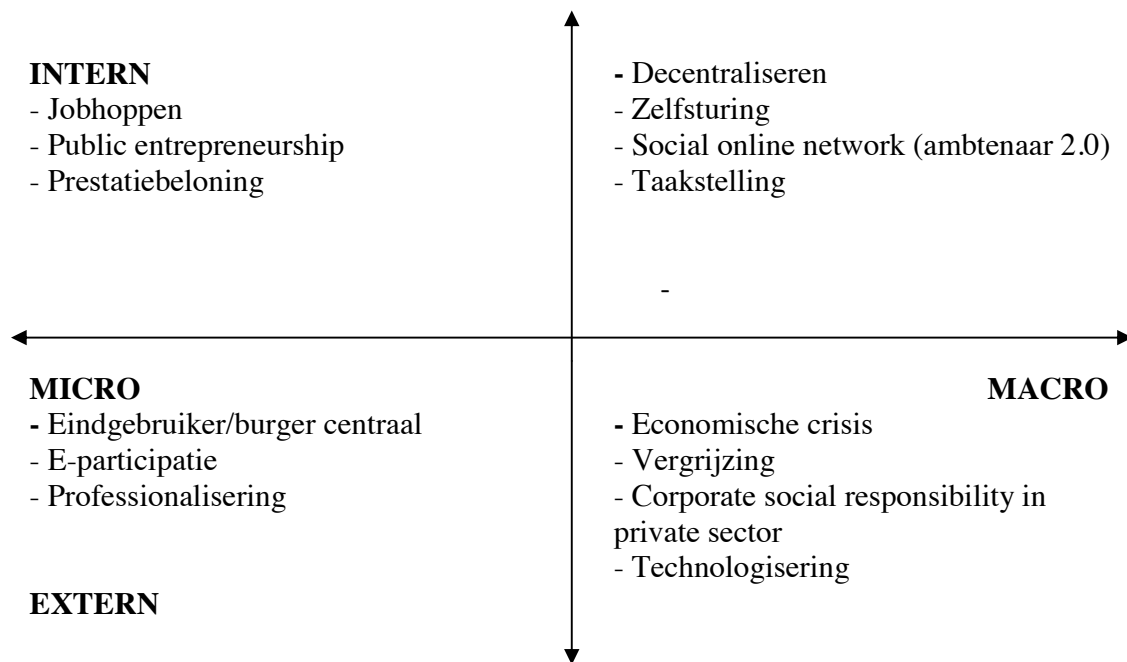 INTERN
- Jobhoppen
- Public entrepreneurship
- Prestatiebeloning
- Decentraliseren
- Zelfsturing
- Social online network (ambtenaar 2.0)
- Taakstelling
-
MICRO
- Eindgebruiker/burger centraal
- E-participatie
- Professionalisering
EXTERN
MACRO
- Economische crisis
- Vergrijzing
- Corporate social responsibility in
private sector
- Technologisering